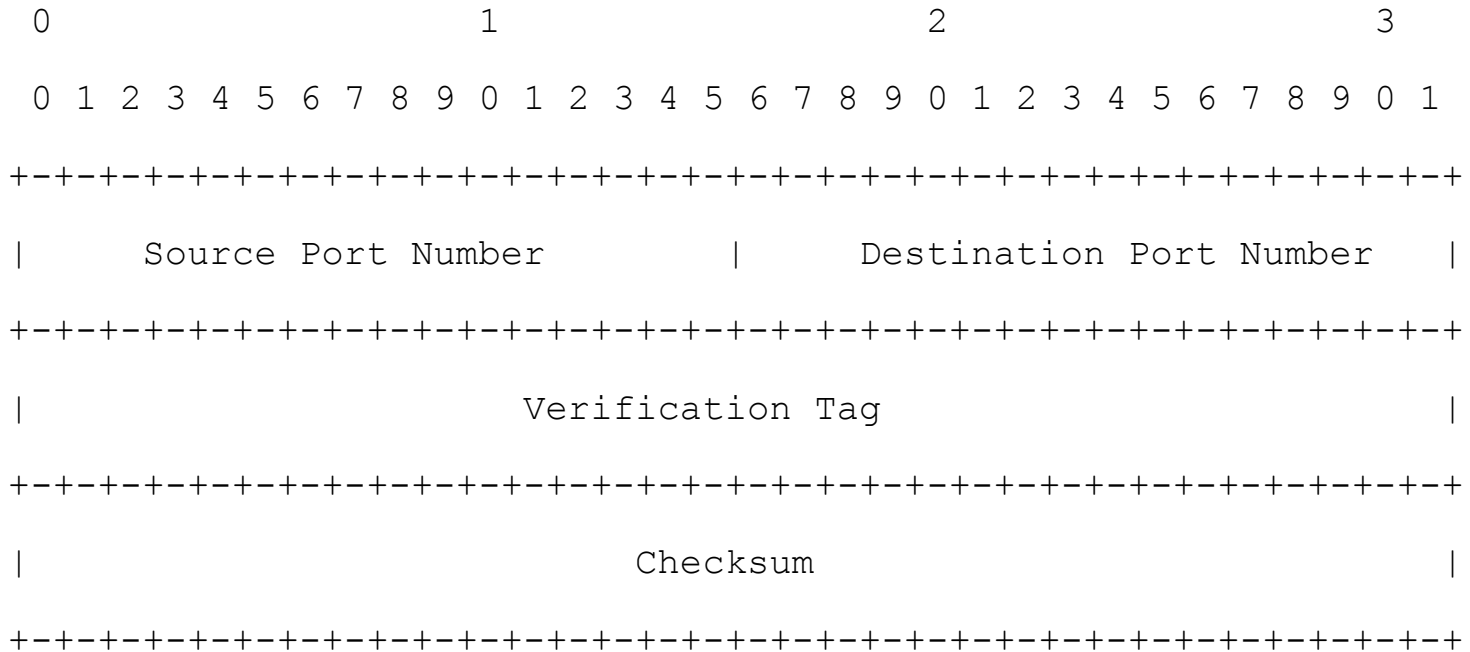 0                   1                   2                   3
 0 1 2 3 4 5 6 7 8 9 0 1 2 3 4 5 6 7 8 9 0 1 2 3 4 5 6 7 8 9 0 1
+-+-+-+-+-+-+-+-+-+-+-+-+-+-+-+-+-+-+-+-+-+-+-+-+-+-+-+-+-+-+-+-+
|     Source Port Number        |     Destination Port Number   |
+-+-+-+-+-+-+-+-+-+-+-+-+-+-+-+-+-+-+-+-+-+-+-+-+-+-+-+-+-+-+-+-+
|                      Verification Tag                         |
+-+-+-+-+-+-+-+-+-+-+-+-+-+-+-+-+-+-+-+-+-+-+-+-+-+-+-+-+-+-+-+-+
|                           Checksum                            |
+-+-+-+-+-+-+-+-+-+-+-+-+-+-+-+-+-+-+-+-+-+-+-+-+-+-+-+-+-+-+-+-+